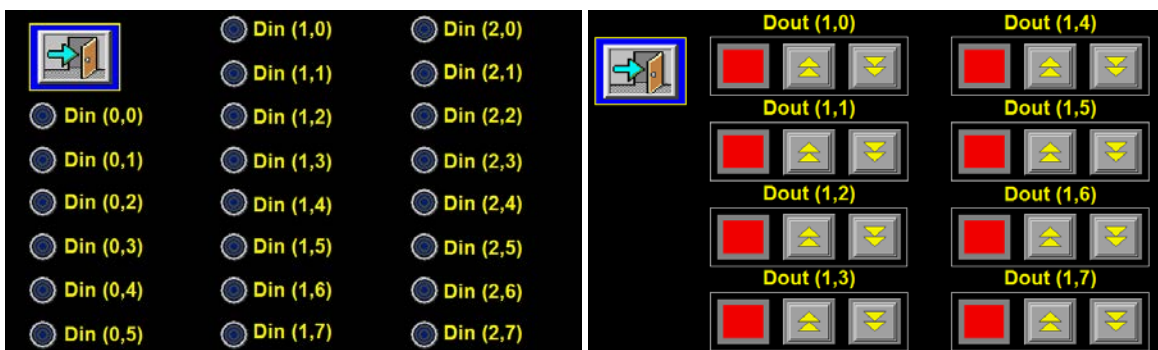 Din (1,0) Din (2,0)
Din (1,1) Din (2,1)
Din (0,0) Din (1,2) Din (2,2)
Din (0,1) Din (1,3) Din (2,3)
Din (0,2) Din (1,4) Din (2,4)
Din (0,3) Din (1,5) Din (2,5)
Din (0,4) Din (1,6) Din (2,6)
Din (0,5) Din (1,7) Din (2,7)
Dout (1,0) Dout (1,4)
Dout (1,1) Dout (1,5)
Dout (1,2) Dout (1,6)
Dout (1,3) Dout (1,7)